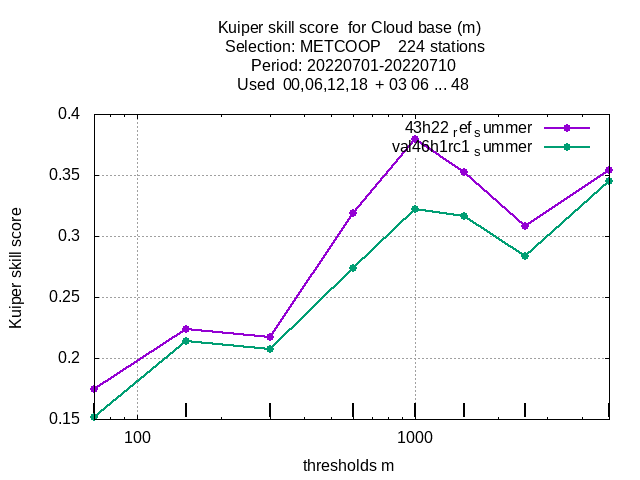 Kuiper skill score  for Cloud base (m)
Selection: METCOOP    224 stations
Period: 20220701-20220710
Used  00,06,12,18  + 03 06 ... 48
0.4
0.35
0.3
0.25
0.2
0.15
Kuiper skill score
43h22 ref summer
val46h1rc1 summer
100
1000
thresholds m